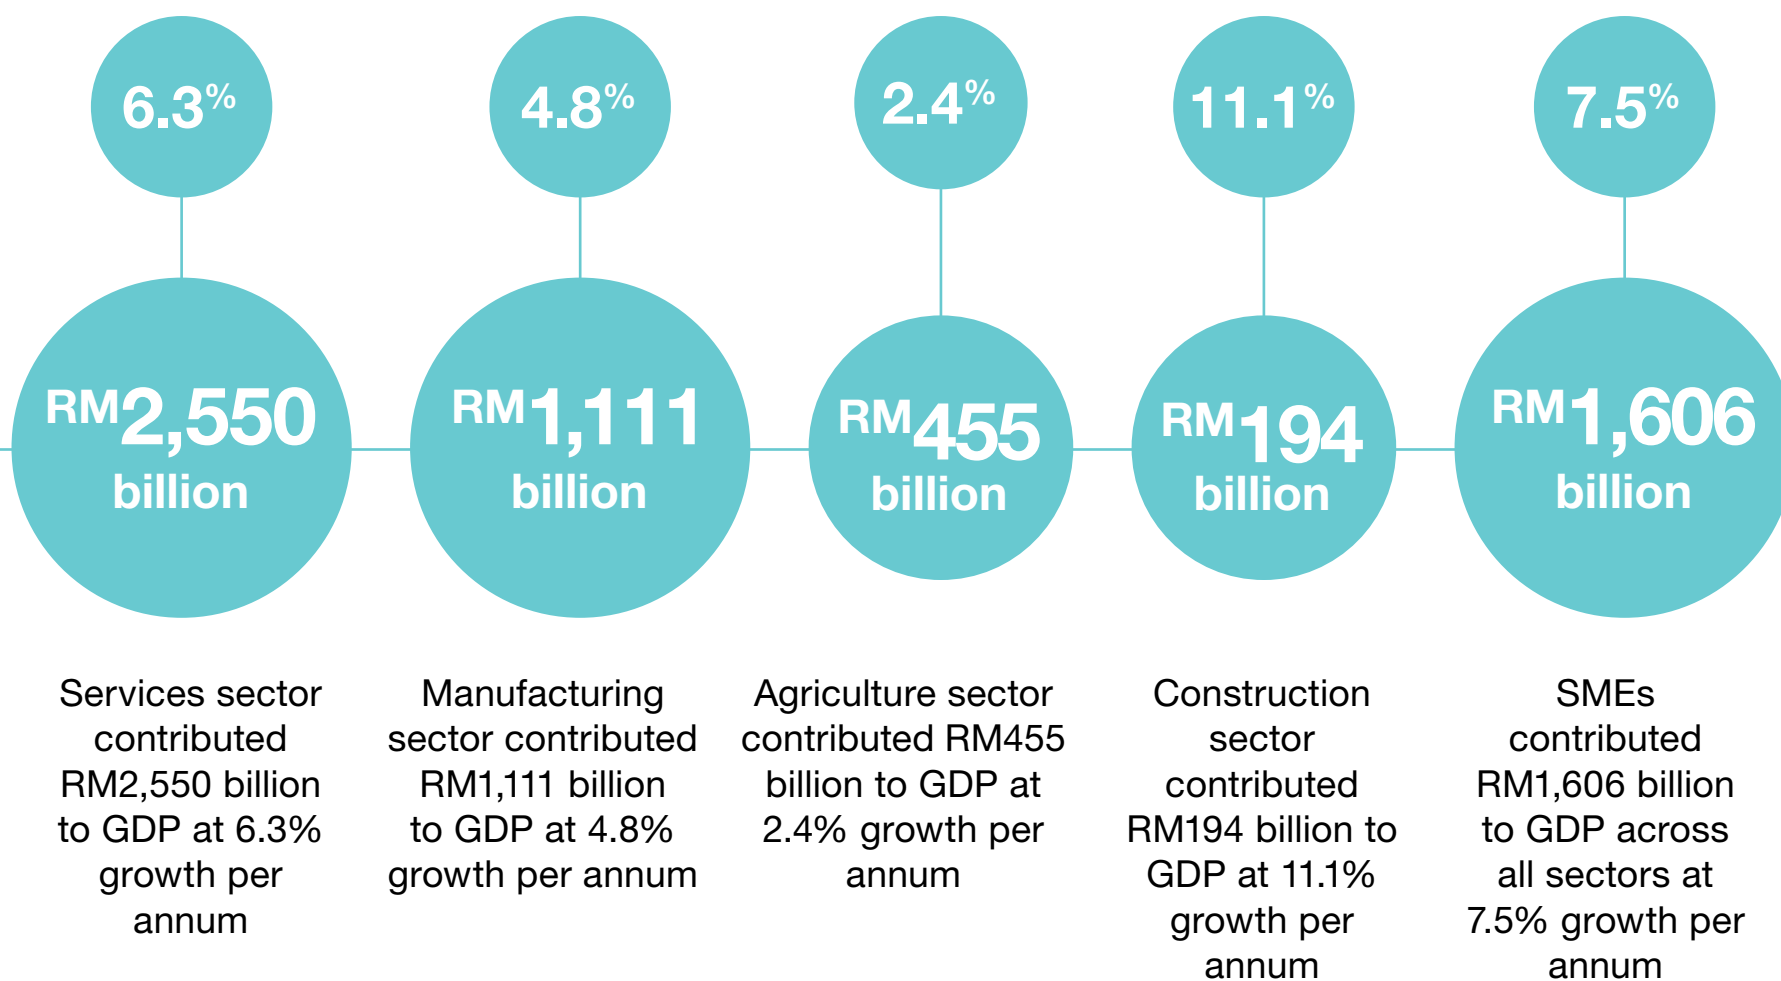 6.3%
4.8%
2.4%
11.1%
7.5%
RM2,550
billion
RM1,111
billion
RM455
billion
RM194
billion
RM1,606
billion
Services sector
contributed
RM2,550 billion
to GDP at 6.3%
growth per
annum
Manufacturing
sector contributed
RM1,111 billion
to GDP at 4.8%
growth per annum
Agriculture sector
contributed RM455
billion to GDP at
2.4% growth per
annum
Construction
sector
contributed
RM194 billion to
GDP at 11.1%
growth per
annum
SMEs
contributed
RM1,606 billion
to GDP across
all sectors at
7.5% growth per
annum